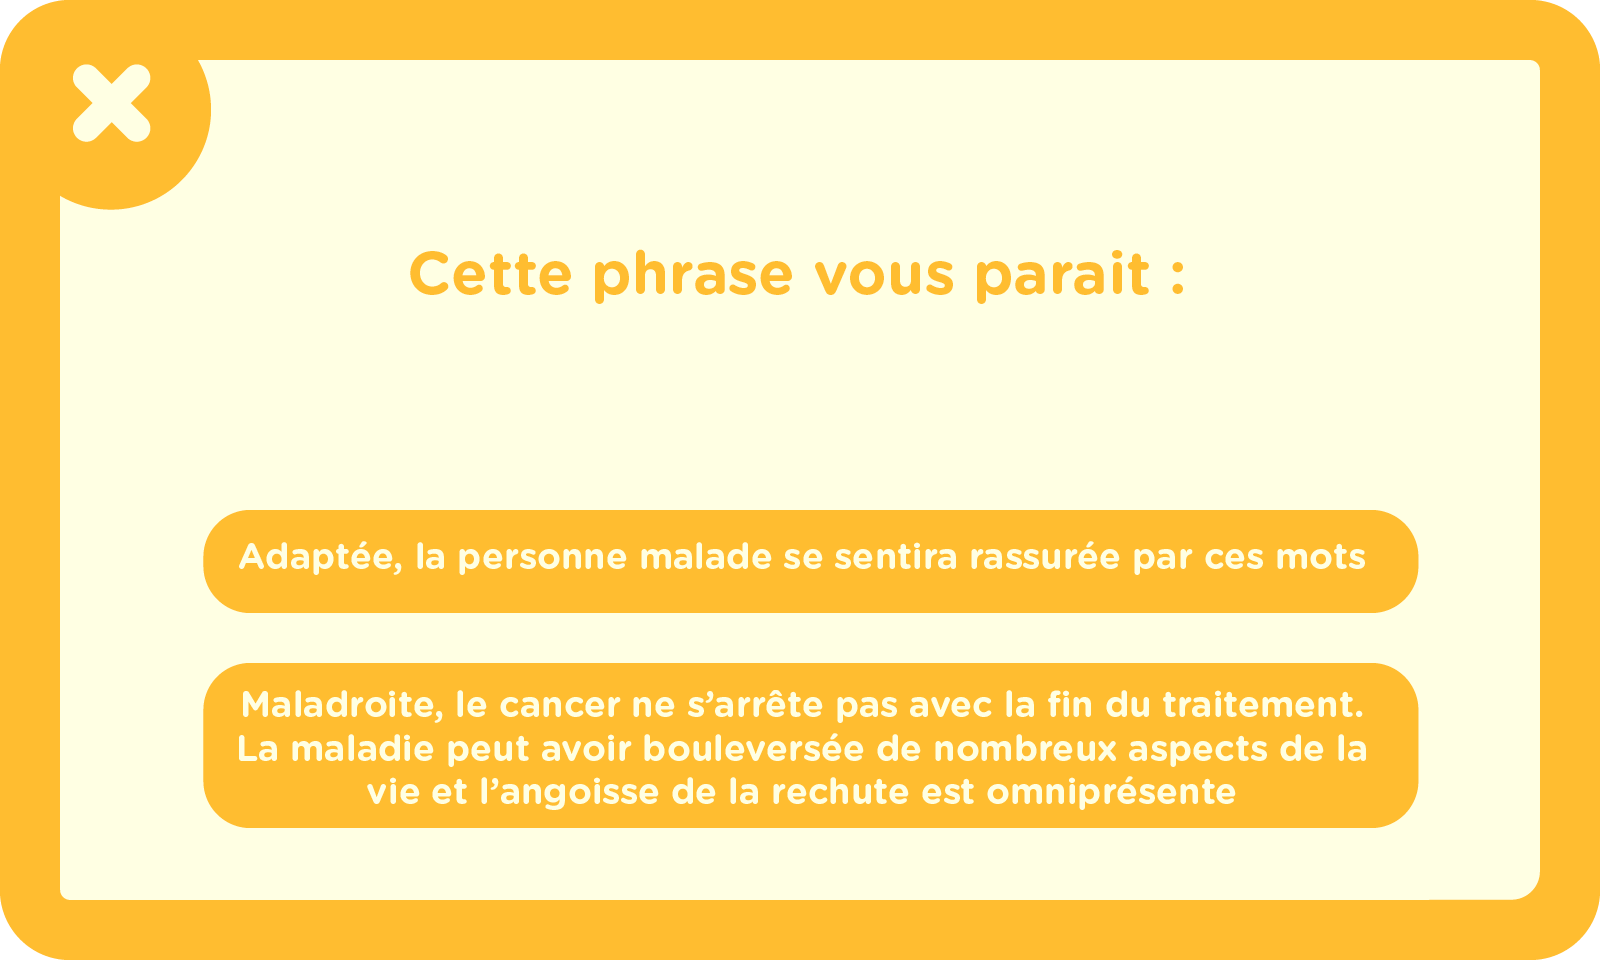 Cette phrase vous parait :
Adaptée, la personne malade se sentira rassurée par ces mots
Maladroite, le cancer ne s’arrête pas avec la fin du traitement.
La maladie peut avoir bouleversée de nombreux aspects de la
vie et l’angoisse de la rechute est omniprésente